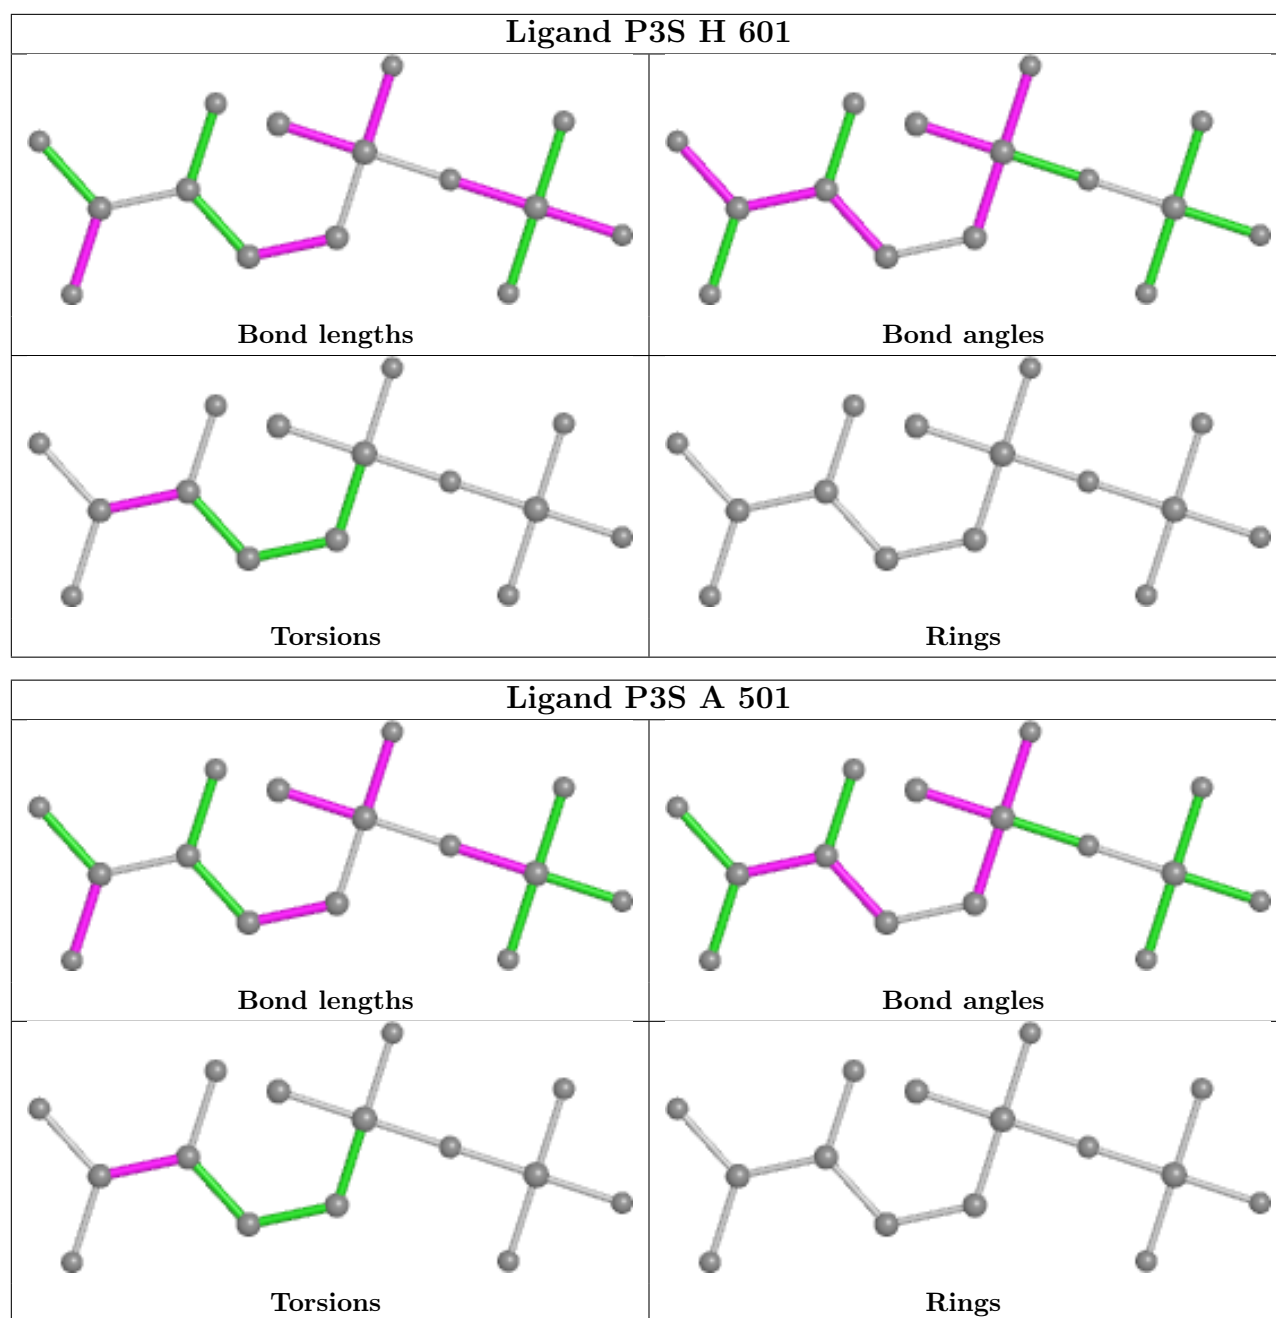 Ligand P3S H 601
Bond lengths
Bond angles
Torsions
Rings
Ligand P3S A 501
Bond lengths
Bond angles
Torsions
Rings